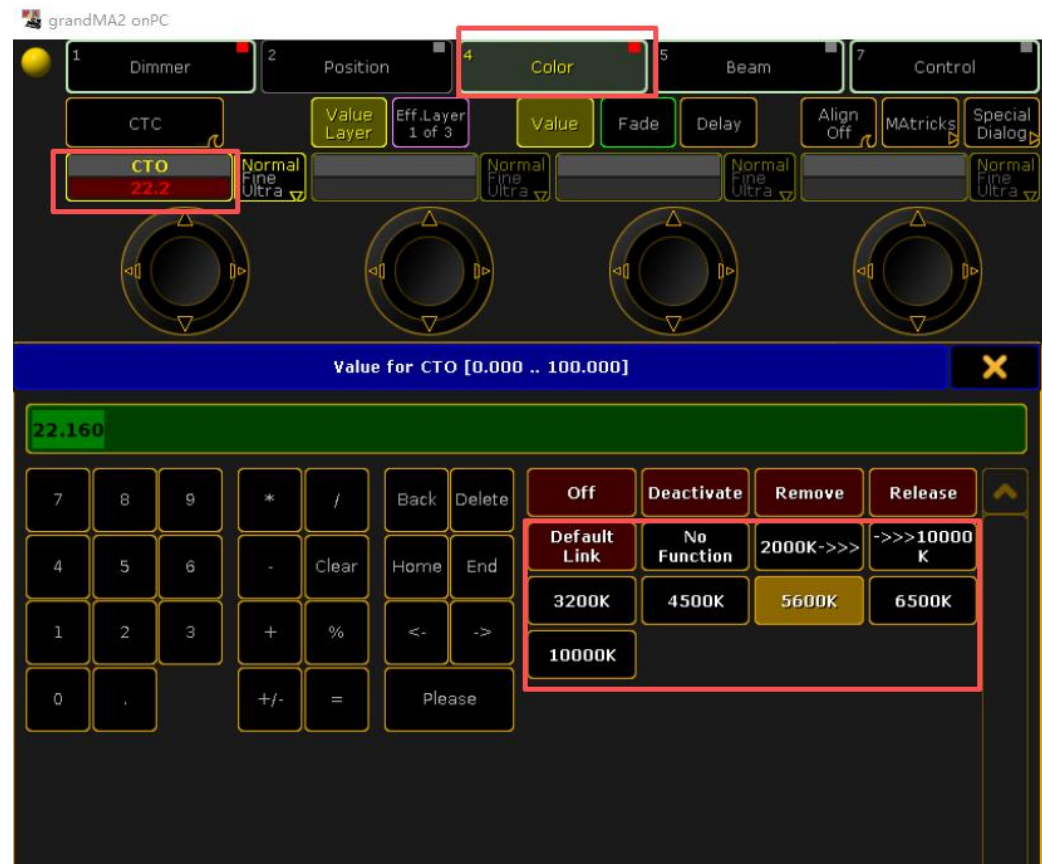 grandMA2 onPC
1 Dimmer
2 Position
4 Color
5 Beam
7 Control
CTC
Value
Layer
Eff.Layer
1 of 3
Value
Fade
Delay
Align
Off
MAtricks
Special
Dialog
CTO
22.2
Normal
Fine
Ultra
Normal
Fine
Ultra
Normal
Fine
Ultra
Normal
Fine
Ultra
Value for CTO [0.000 .. 100.000]
22.160
7 8 9 * / Back Delete
Off Deactivate Remove Release
4 5 6 - Clear Home End
Default
Link
No
Function
2000K->>>
->>>10000
K
3200K 4500K 5600K 6500K
1 2 3 + % <- ->
10000K
0 . +/- = Please